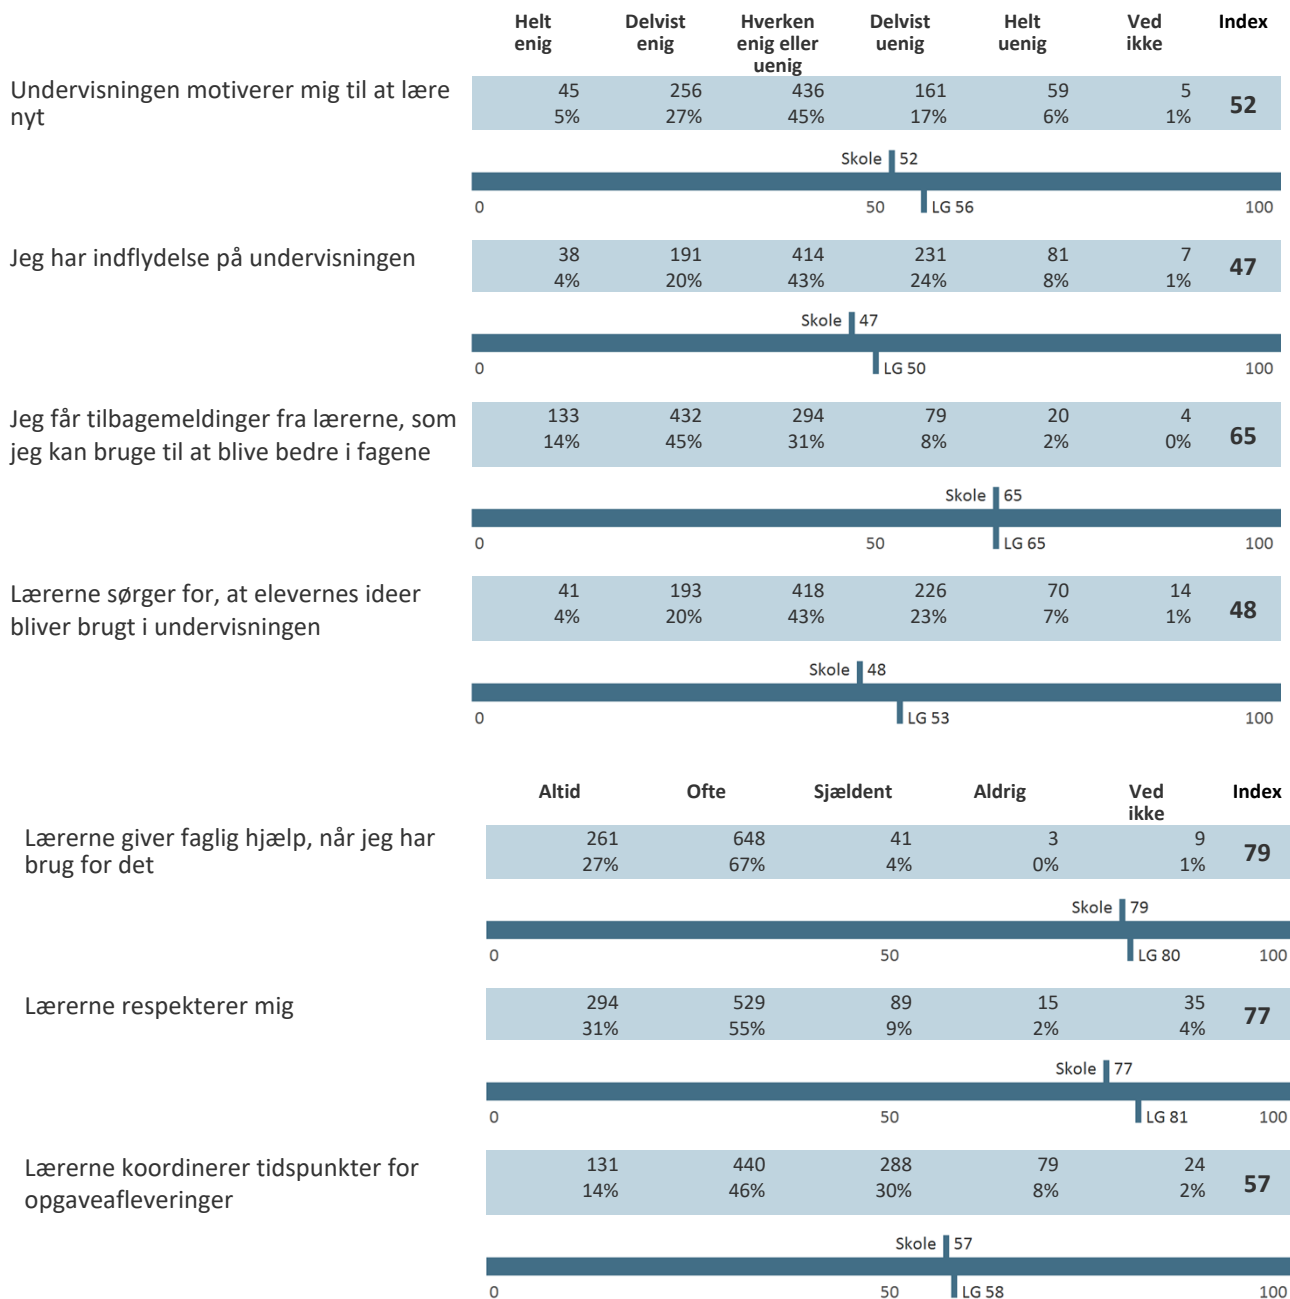 Helt Delvist Hverken Delvist Helt Ved Index
enig enig enig eller uenig uenig ikke
uenig
Undervisningen motiverer mig til at lære 45 256 436 161 59 5 52
nyt 5% 27% 45% 17% 6% 1%
Skole 52
0 50 LG 56 100
Jeg har indflydelse på undervisningen 38 191 414 231 81 7 47
4% 20% 43% 24% 8% 1%
Skole 47
0 LG 50 100
Jeg får tilbagemeldinger fra lærerne, som 133 432 294 79 20 4 65
jeg kan bruge til at blive bedre i fagene 14% 45% 31% 8% 2% 0%
Skole 65
0 50 LG 65 100
Lærerne sørger for, at elevernes ideer 41 193 418 226 70 14 48
bliver brugt i undervisningen 4% 20% 43% 23% 7% 1%
Skole 48
0 LG 53 100
Altid Ofte Sjældent Aldrig Ved Index
ikke
Lærerne giver faglig hjælp, når jeg har 261 648 41 3 9 79
brug for det 27% 67% 4% 0% 1%
Skole 79
0 50 LG 80 100
Lærerne respekterer mig 294 529 89 15 35 77
31% 55% 9% 2% 4%
Skole 77
0 50 LG 81 100
Lærerne koordinerer tidspunkter for 131 440 288 79 24 57
opgaveafleveringer 14% 46% 30% 8% 2%
Skole 57
0 50 LG 58 100